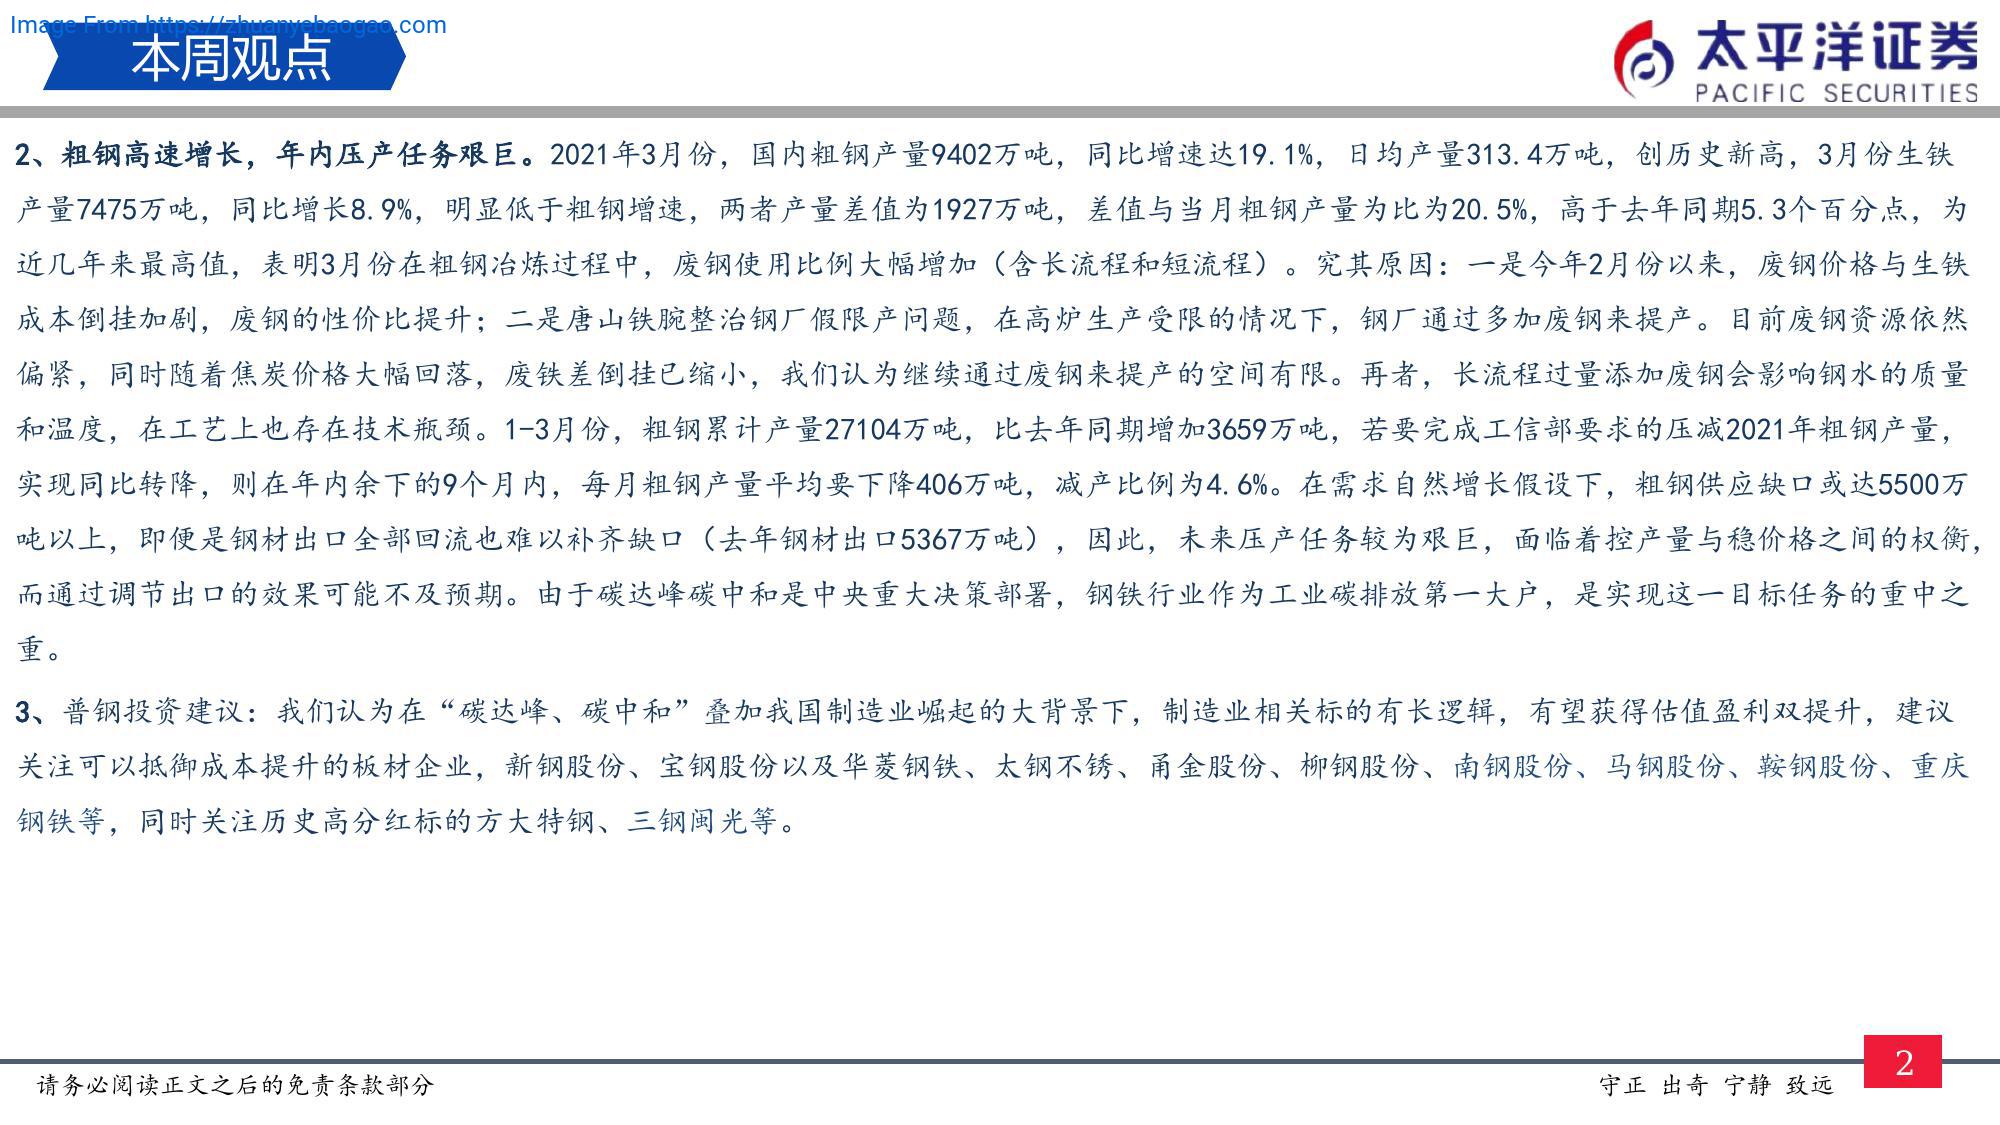 Image From https://zhuanyebaogao.com
本周观点
太平洋证券
PACIFIC SECURITIES
2、粗钢高速增长，年内压产任务艰巨。2021年3月份，国内粗钢产量9402万吨，同比增速达19.1%，日均产量313.4万吨，创历史新高，3月份生铁
产量7475万吨，同比增长8.9%，明显低于粗钢增速，两者产量差值为1927万吨，差值与当月粗钢产量为比为20.5%，高于去年同期5.3个百分点，为
近几年来最高值，表明3月份在粗钢冶炼过程中，废钢使用比例大幅增加（含长流程和短流程）。究其原因：一是今年2月份以来，废钢价格与生铁
成本倒挂加剧，废钢的性价比提升；二是唐山铁腕整治钢厂假限产问题，在高炉生产受限的情况下，钢厂通过多加废钢来提产。目前废钢资源依然
偏紧，同时随着焦炭价格大幅回落，废铁差倒挂已缩小，我们认为继续通过废钢来提产的空间有限。再者，长流程过量添加废钢会影响钢水的质量
和温度，在工艺上也存在技术瓶颈。1-3月份，粗钢累计产量27104万吨，比去年同期增加3659万吨，若要完成工信部要求的压减2021年粗钢产量，
实现同比转降，则在年内余下的9个月内，每月粗钢产量平均要下降406万吨，减产比例为4.6%。在需求自然增长假设下，粗钢供应缺口或达5500万
吨以上，即便是钢材出口全部回流也难以补齐缺口（去年钢材出口5367万吨），因此，未来压产任务较为艰巨，面临着控产量与稳价格之间的权衡，
而通过调节出口的效果可能不及预期。由于碳达峰碳中和是中央重大决策部署，钢铁行业作为工业碳排放第一大户，是实现这一目标任务的重中之
重。
3、普钢投资建议：我们认为在“碳达峰、碳中和”叠加我国制造业崛起的大背景下，制造业相关标的有长逻辑，有望获得估值盈利双提升，建议
关注可以抵御成本提升的板材企业，新钢股份、宝钢股份以及华菱钢铁、太钢不锈、甬金股份、柳钢股份、南钢股份、马钢股份、鞍钢股份、重庆
钢铁等，同时关注历史高分红标的方大特钢、三钢闽光等。
请务必阅读正文之后的免责条款部分
守正 出奇 宁静 致远
2